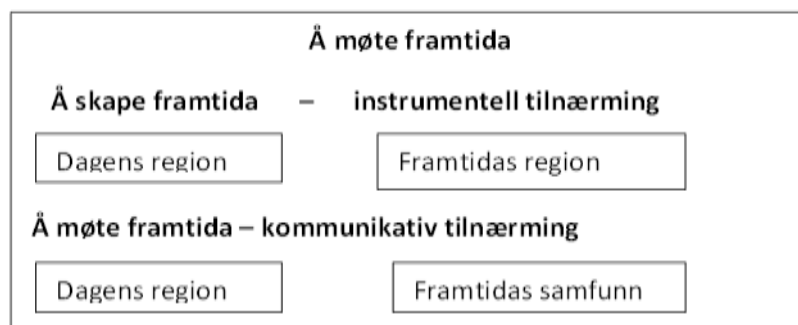 Å møte framtida
Å skape framtida – instrumentell tilnærming
Dagens region Framtidas region
Å møte framtida – kommunikativ tilnærming
Dagens region Framtidas samfunn